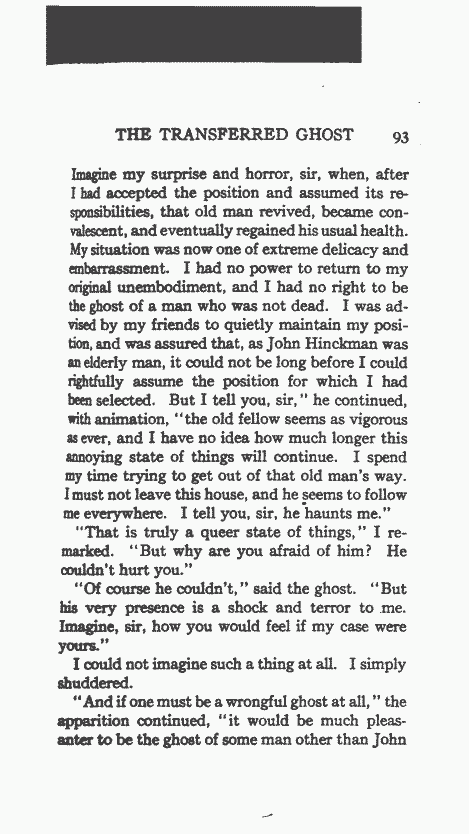 THE TRANSFERRED GHOST 93
Imagine my surprise and horror, sir, when, after
I had accepted the position and assumed its re-
sponsibilities, that old man revived, became con-
valescent, and eventually regained his usual health.
My situation was now one of extreme delicacy and
embarrassment. I had no power to return to my
original unembodiment, and I had no right to be
the ghost of a man who was not dead. I was ad-
vised by my friends to quietly maintain my posi-
tion, and was assured that, as John Hinckman was
an elderly man, it could not be long before I could
rightfully assume the position for which I had
been selected. But I tell you, sir," he continued,
with animation, "the old fellow seems as vigorous
as ever, and I have no idea how much longer this
annoying state of things will continue. I spend
my time trying to get out of that old man's way.
I must not leave this house, and he seems to follow
me everywhere. I tell you, sir, he haunts me."
"That is truly a queer state of things," I re-
marked. "But why are you afraid of him? He
couldn't hurt you."
"Of course he couldn't," said the ghost. "But
his very presence is a shock and terror to me.
Imagine, sir, how you would feel if my case were
yours."
I could not imagine such a thing at all. I simply
shuddered.
"And if one must be a wrongful ghost at all," the
apparition continued, "it would be much pleas-
anter to be the ghost of some man other than John